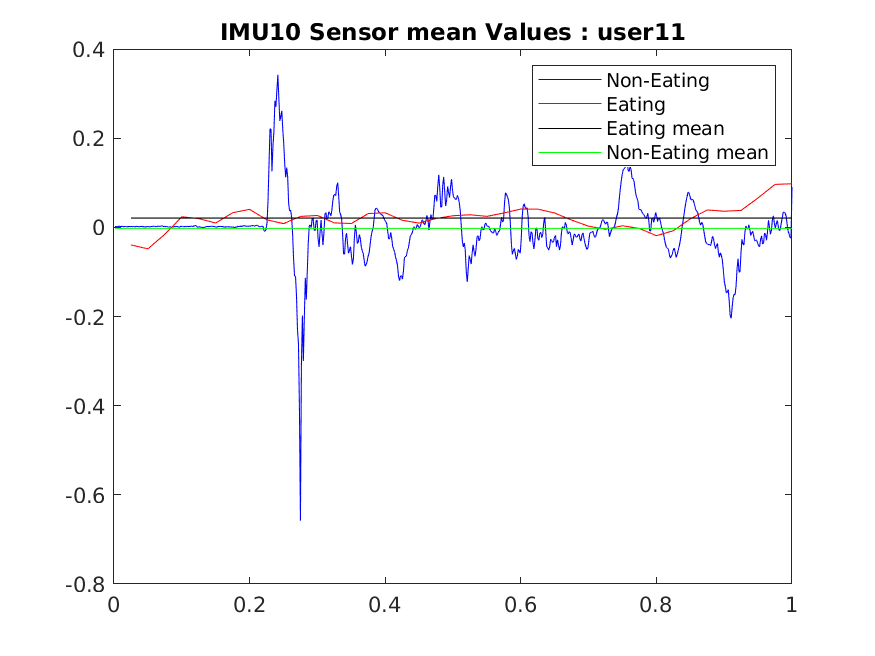 IMU10 Sensor mean Values : user11
0.4
Non-Eating
Eating
Eating mean
Non-Eating mean
0.2
0
-0.2
-0.4
-0.6
-0.8
0 0.2 0.4 0.6 0.8 1